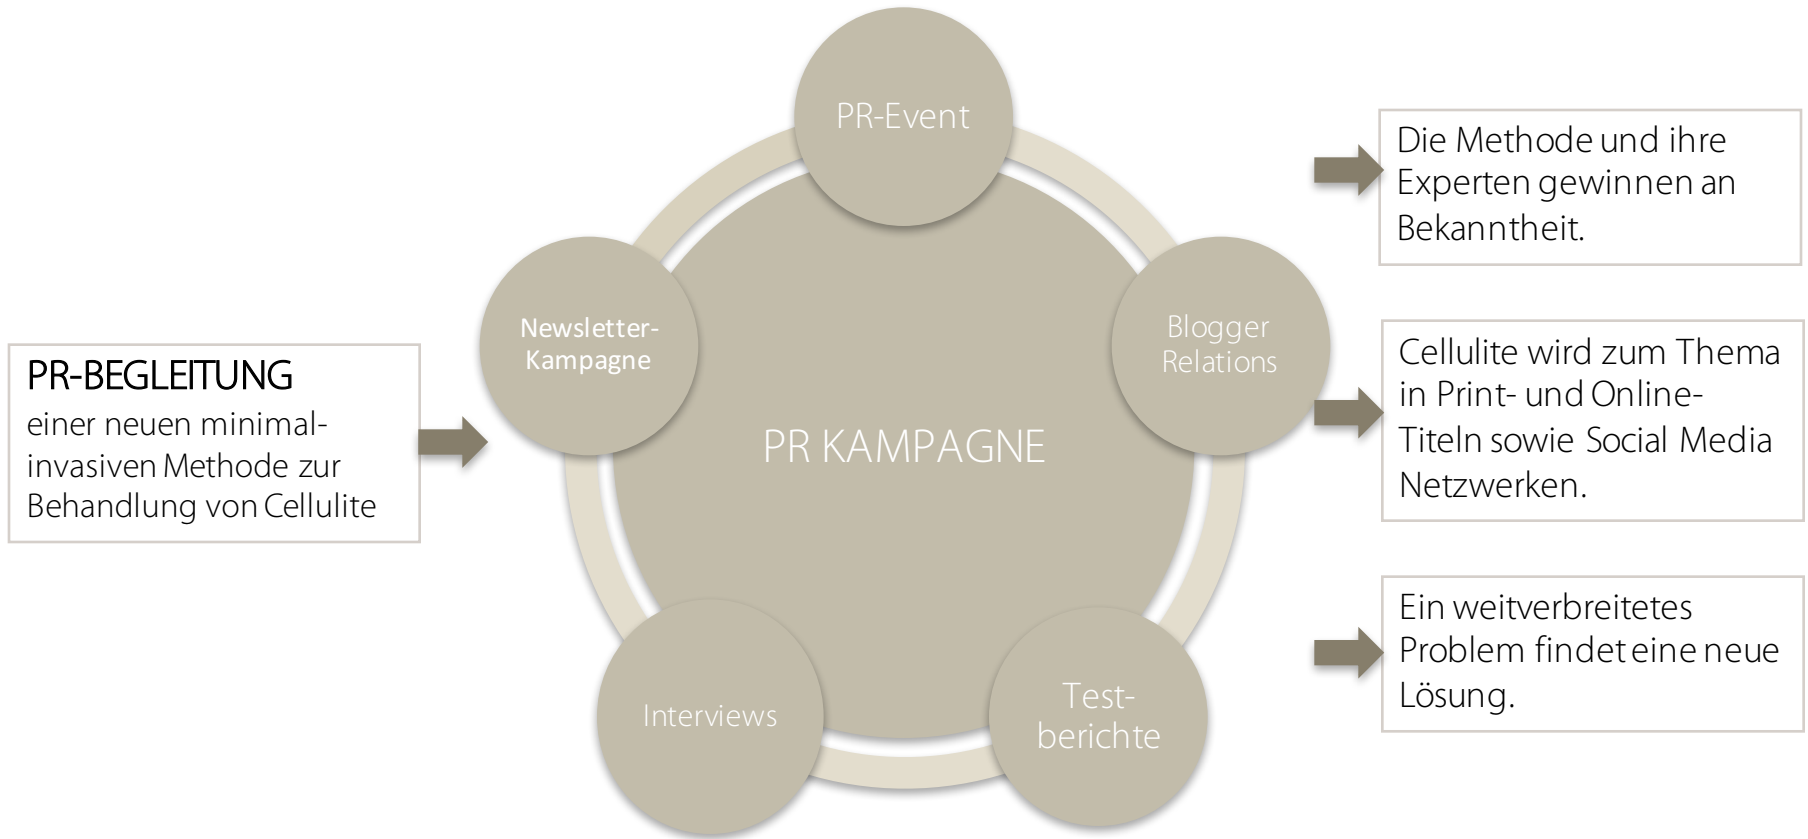 PR-BEGLEITUNG
einer neuen minimal-
invasiven Methode zur
Behandlung von Cellulite
PR-Event
Newsletter-
Kampagne
Blogger
Relations
PR KAMPAGNE
Interviews
Test-
berichte
Die Methode und ihre
Experten gewinnen an
Bekanntheit.
Cellulite wird zum Thema
in Print- und Online-
Titeln sowie Social Media
Netzwerken.
Ein weitverbreitetes
Problem findet eine neue
Lösung.